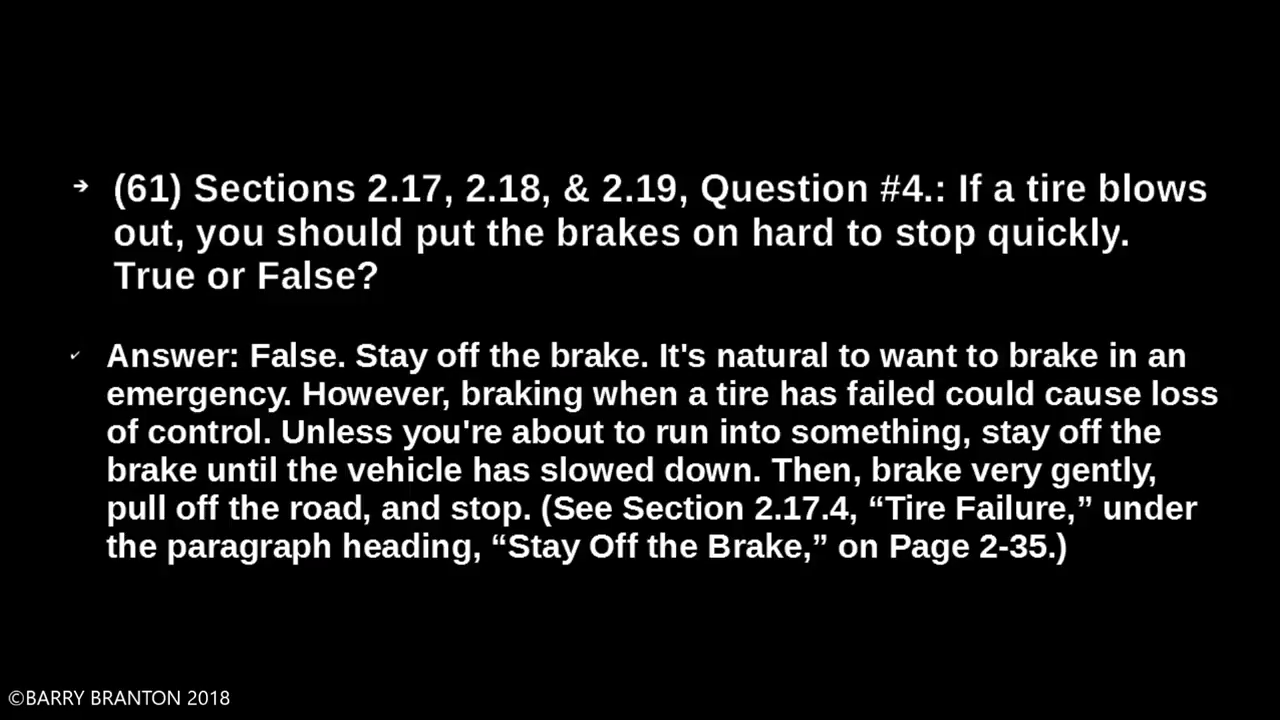 ➔ (61) Sections 2.17, 2.18, & 2.19, Question #4.: If a tire blows
out, you should put the brakes on hard to stop quickly.
True or False?
✓ Answer: False. Stay off the brake. It's natural to want to brake in an
emergency. However, braking when a tire has failed could cause loss
of control. Unless you're about to run into something, stay off the
brake until the vehicle has slowed down. Then, brake very gently,
pull off the road, and stop. (See Section 2.17.4, “Tire Failure,” under
the paragraph heading, “Stay Off the Brake,” on Page 2-35.)
©BARRY BRANTON 2018